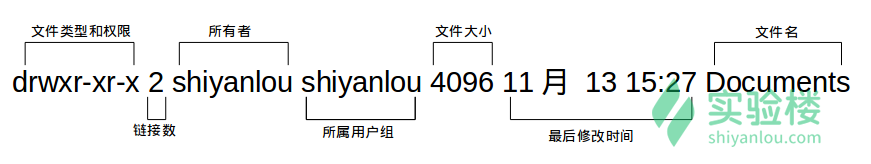 文件类型和权限 所有者 文件大小 文件名
drwxr-xr-x 2 shiyanlou shiyanlou 4096 11 月 13 15:27 Documents
链接数 所属用户组 最后修改时间
实验楼
shiyanlou.com